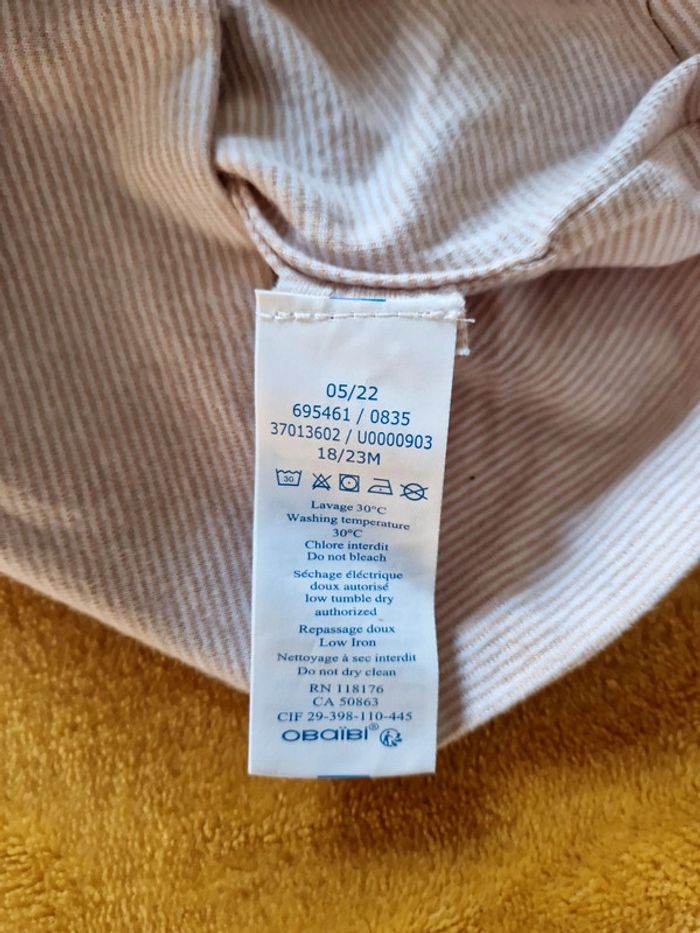 05/22
695461 / 0835
37013602 / U0000903
18/23M
30
Lavage 30°C
Washing temperature
30°C
Chlore interdit
Do not bleach
Séchage éléctrique
doux autorisé
low tumble dry
authorized
Repassage doux
Low Iron
Nettoyage à sec interdit
Do not dry clean
RN 118176
CA 50863
CIF 29-398-110-445
OBaïBI®